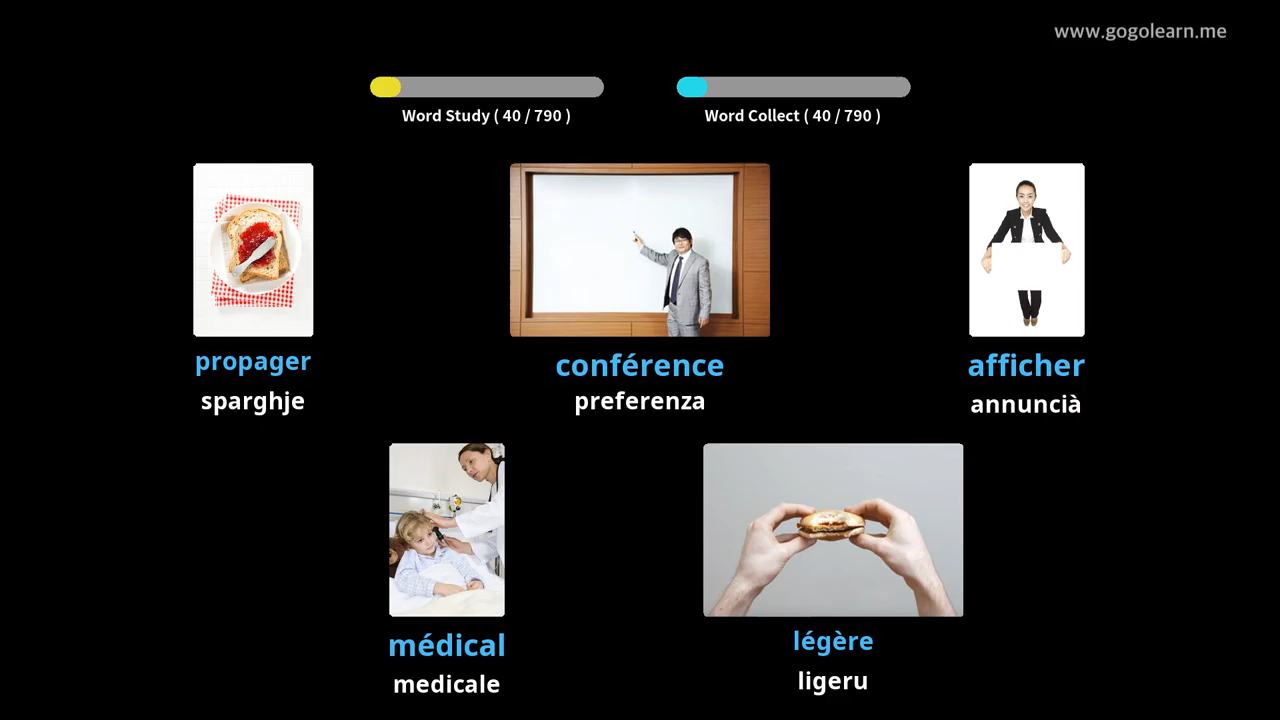 www.gogolearn.me
Word Study ( 40 / 790 )
Word Collect ( 40 / 790 )
propager
sparghje
conférence
preferenza
afficher
annuncià
médical
medicale
légère
ligeru